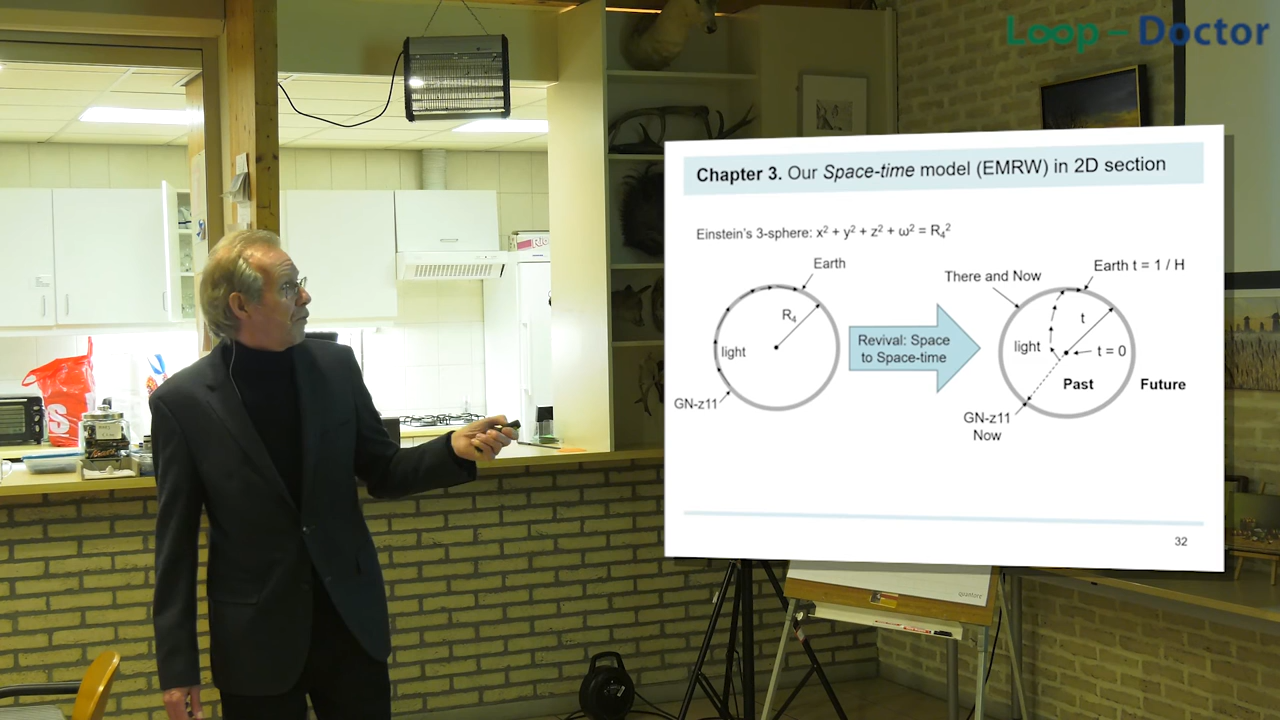 Loop – Doctor
Chapter 3. Our Space-time model (EMRW) in 2D section
Einstein's 3-sphere: x² + y² + z² + ω² = R₄²
Earth
R₄
light
GN-z11
Revival: Space
to Space-time
There and Now
Earth t = 1 / H
t
light
t = 0
Past
Future
GN-z11
Now
32
S